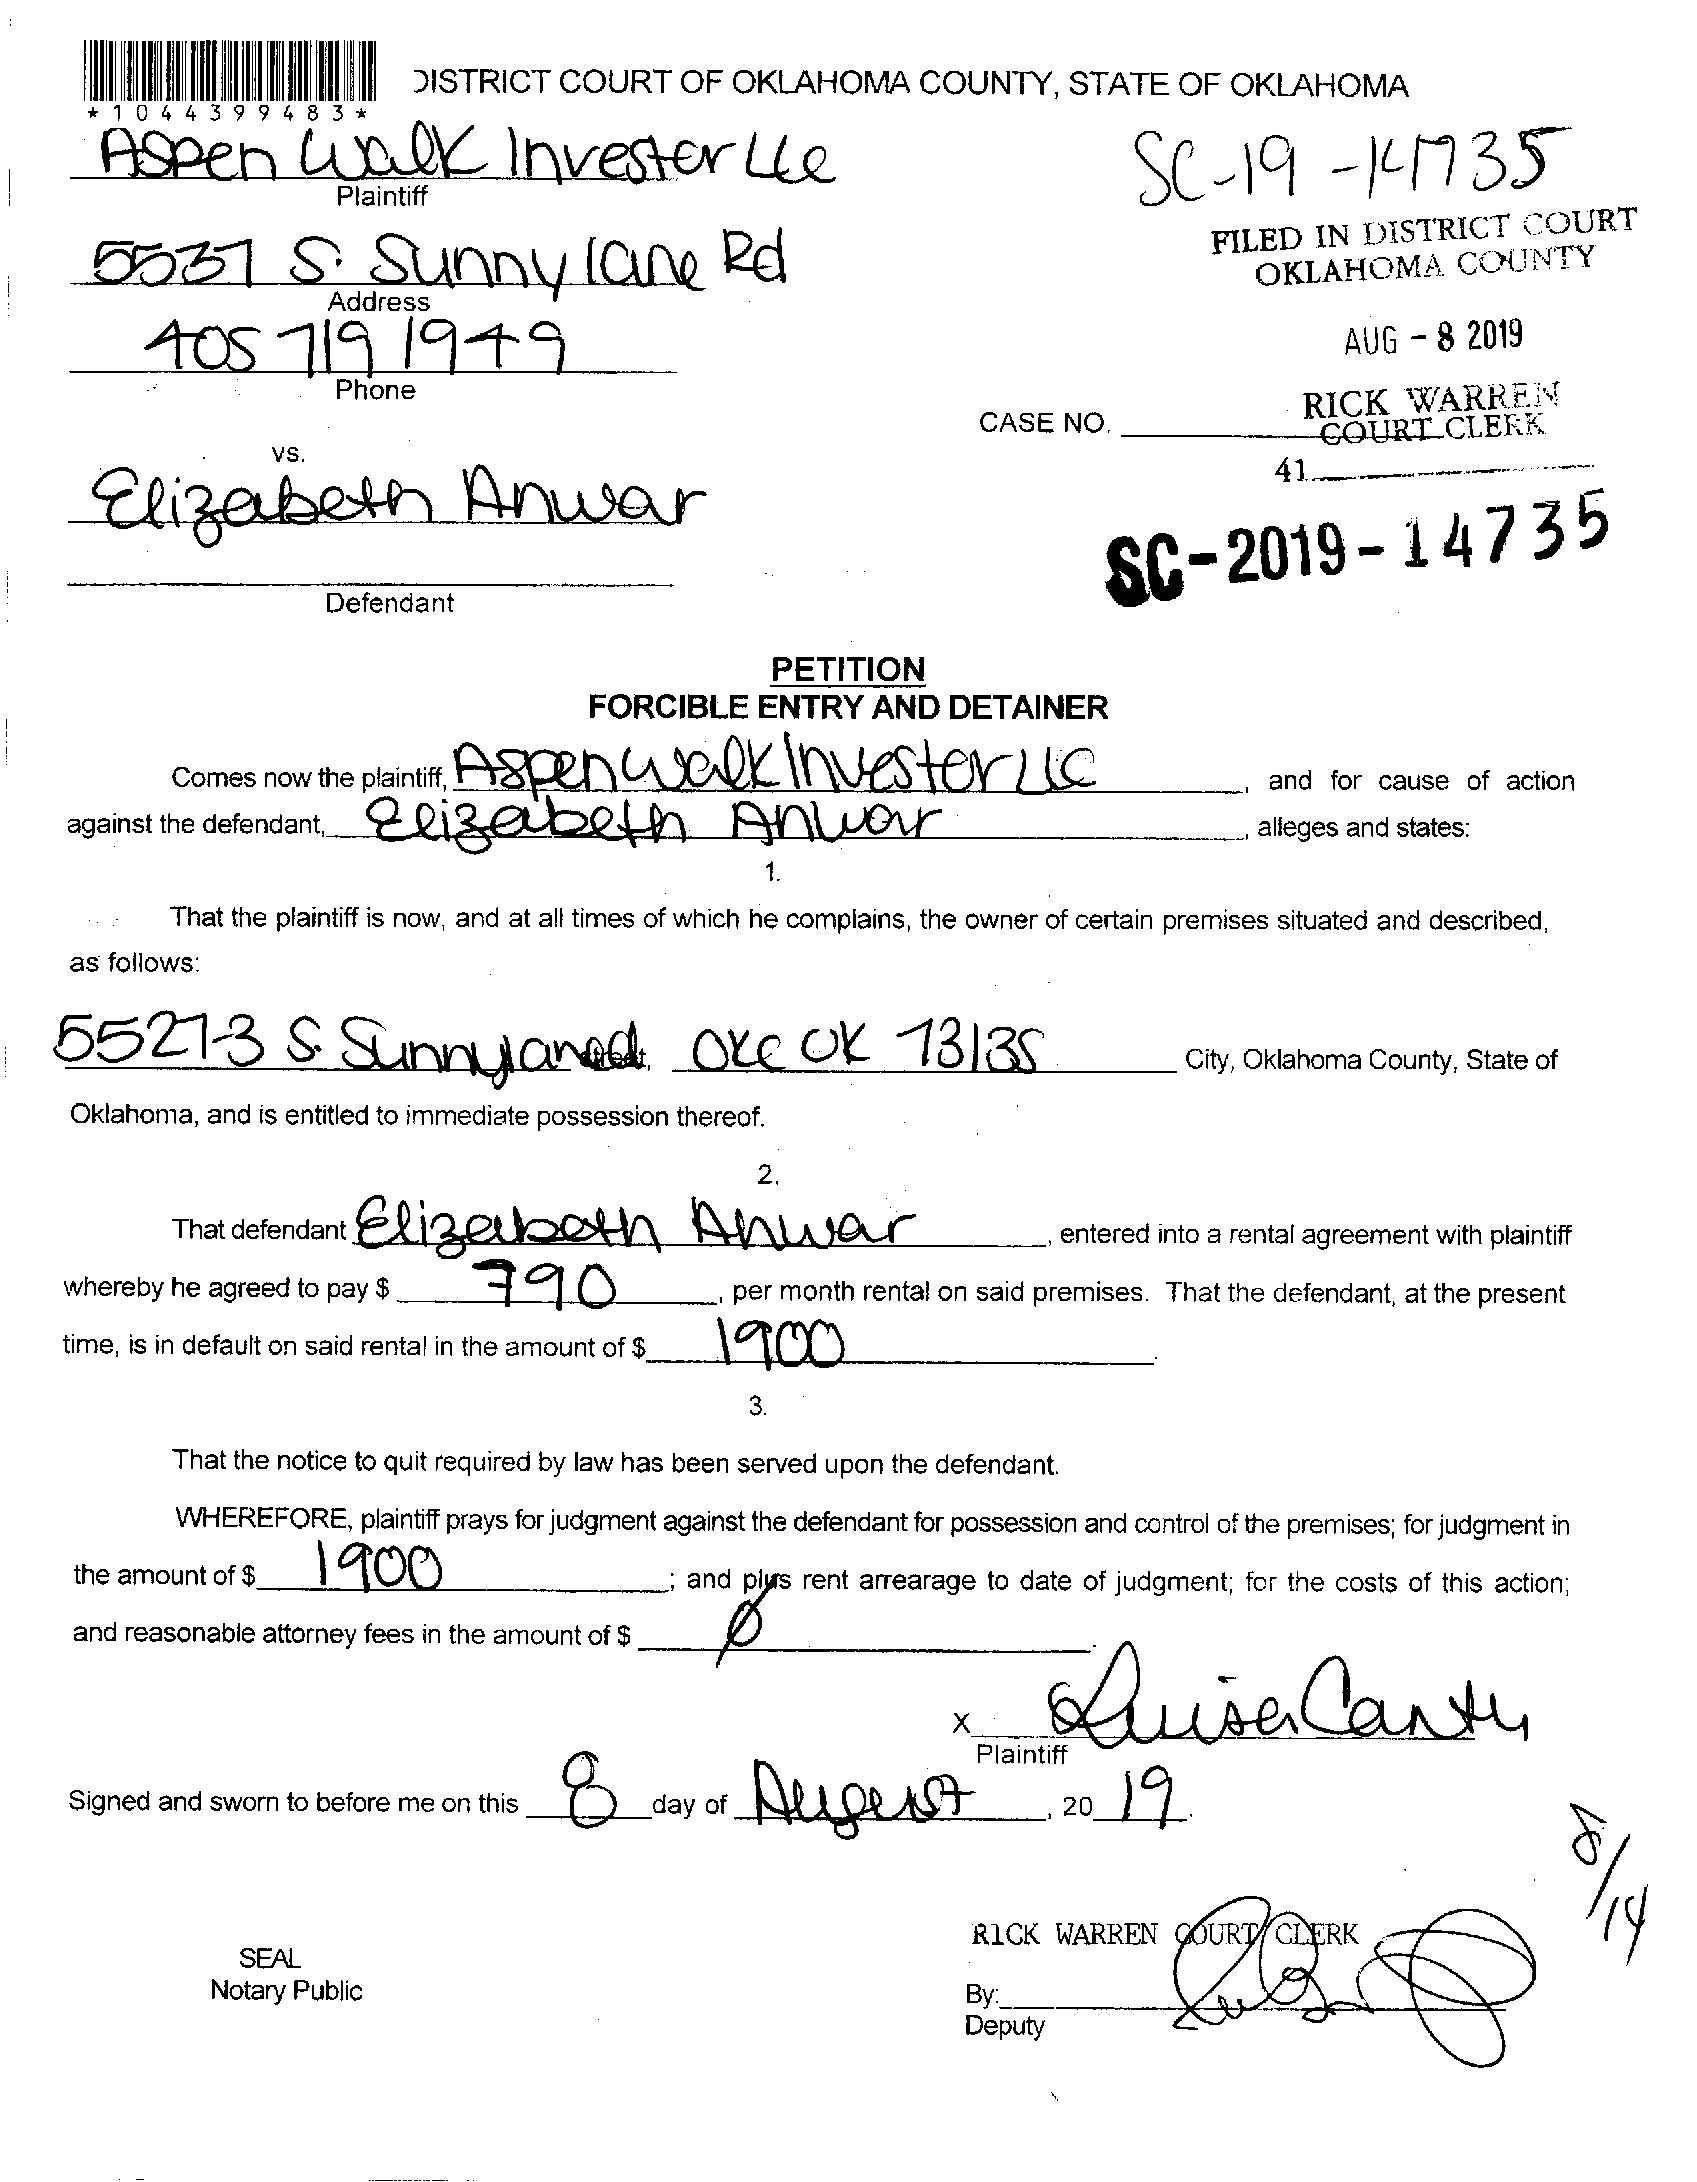 DISTRICT COURT OF OKLAHOMA COUNTY, STATE OF OKLAHOMA
*1044399483*
Aspen Walk Investor LLC
Plaintiff
SC-19-14735
5537 S. Sunnylane Rd
Address
FILED IN DISTRICT COURT
OKLAHOMA COUNTY
405 719 1949
Phone
AUG - 8 2019
RICK WARREN
COURT CLERK
CASE NO.
41
vs.
Elizabeth Anwar
Defendant
SC-2019-14735
PETITION
FORCIBLE ENTRY AND DETAINER
Comes now the plaintiff, Aspen Walk Investor LLC, and for cause of action
against the defendant, Elizabeth Anwar, alleges and states:
1.
That the plaintiff is now, and at all times of which he complains, the owner of certain premises situated and described,
as follows:
5527-3 S. Sunnylane Rd, OKC OK 73135 City, Oklahoma County, State of
Oklahoma, and is entitled to immediate possession thereof.
2.
That defendant Elizabeth Anwar, entered into a rental agreement with plaintiff
whereby he agreed to pay $ 790, per month rental on said premises. That the defendant, at the present
time, is in default on said rental in the amount of $ 1900.
3.
That the notice to quit required by law has been served upon the defendant.
WHEREFORE, plaintiff prays for judgment against the defendant for possession and control of the premises; for judgment in
the amount of $ 1900; and plus rent arrearage to date of judgment; for the costs of this action;
and reasonable attorney fees in the amount of $ Ø.
x Luisa Cantu
Plaintiff
Signed and sworn to before me on this 8 day of August, 2019.
8/14
RICK WARREN COURT CLERK
SEAL
Notary Public
By:
Deputy